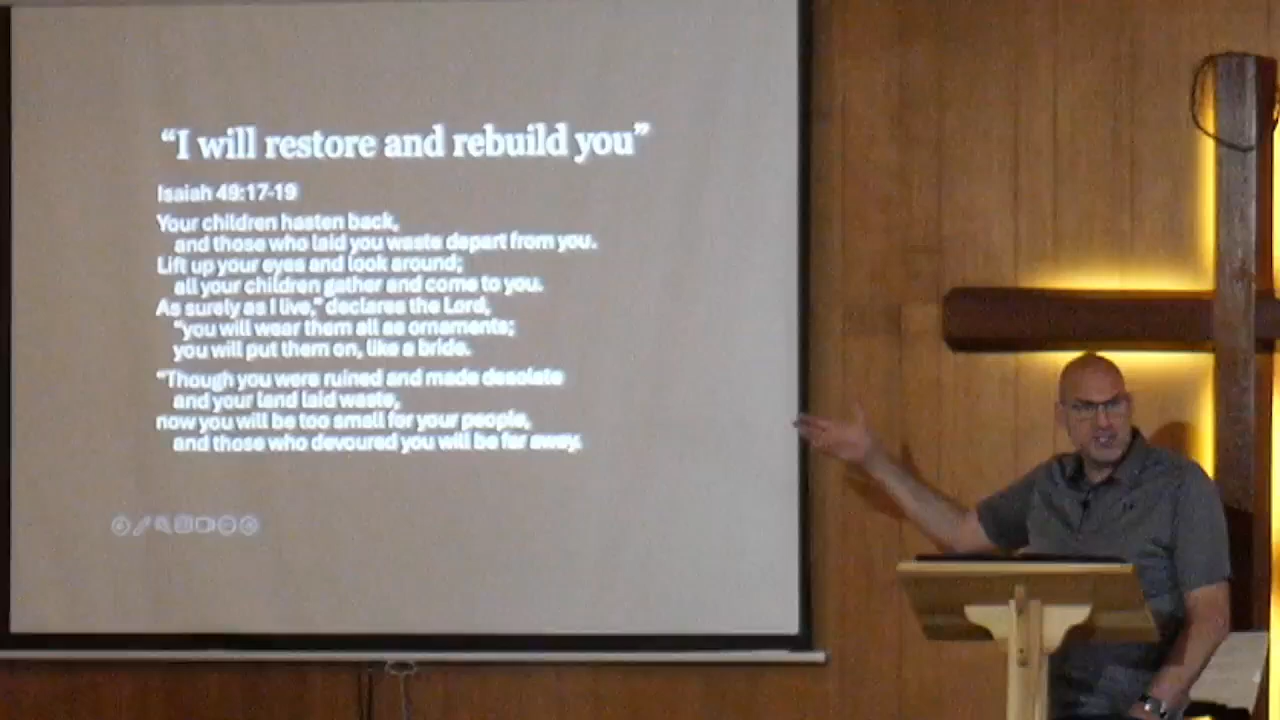 “I will restore and rebuild you”
Isaiah 49:17-19
Your children hasten back,
and those who laid you waste depart from you.
Lift up your eyes and look around;
all your children gather and come to you.
As surely as I live,” declares the Lord,
“you will wear them all as ornaments;
you will put them on, like a bride.
“Though you were ruined and made desolate
and your land laid waste,
now you will be too small for your people,
and those who devoured you will be far away.